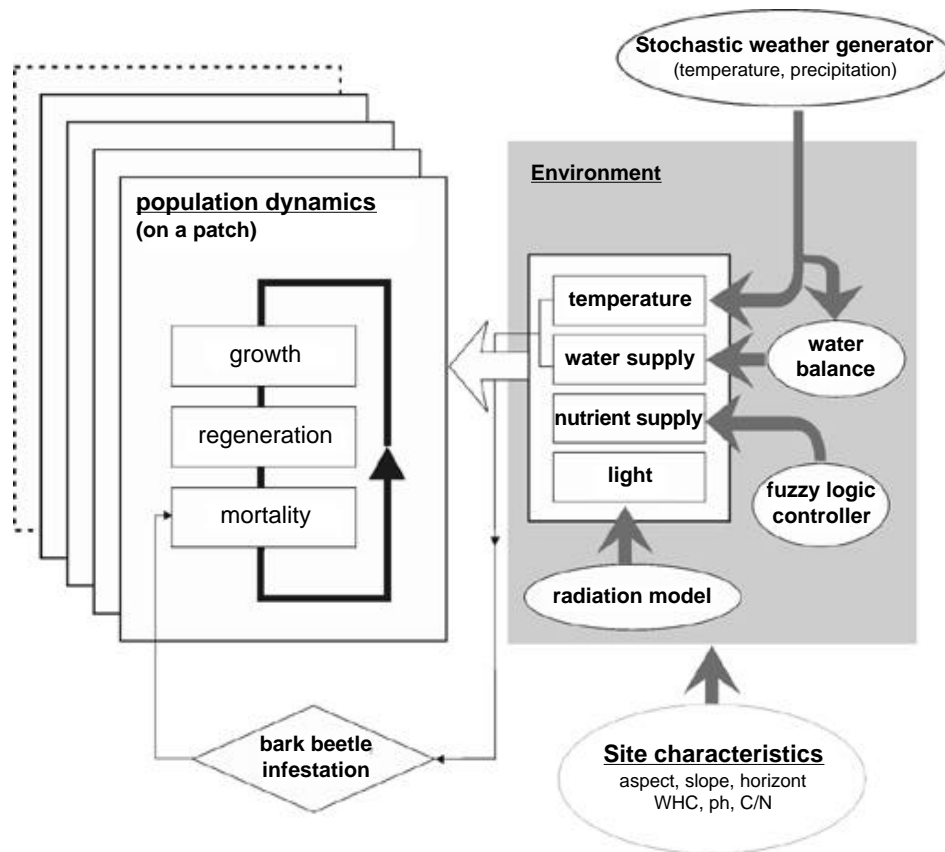 Stochastic weather generator
(temperature, precipitation)
Environment
population dynamics
(on a patch)
temperature
growth
water supply
water
balance
regeneration
nutrient supply
light
mortality
fuzzy logic
controller
radiation model
bark beetle
infestation
Site characteristics
aspect, slope, horizont
WHC, ph, C/N